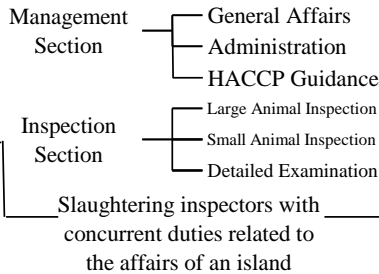 Management
Section
General Affairs
Administration
HACCP Guidance
Inspection
Section
Large Animal Inspection
Small Animal Inspection
Detailed Examination
Slaughtering inspectors with
concurrent duties related to
the affairs of an island